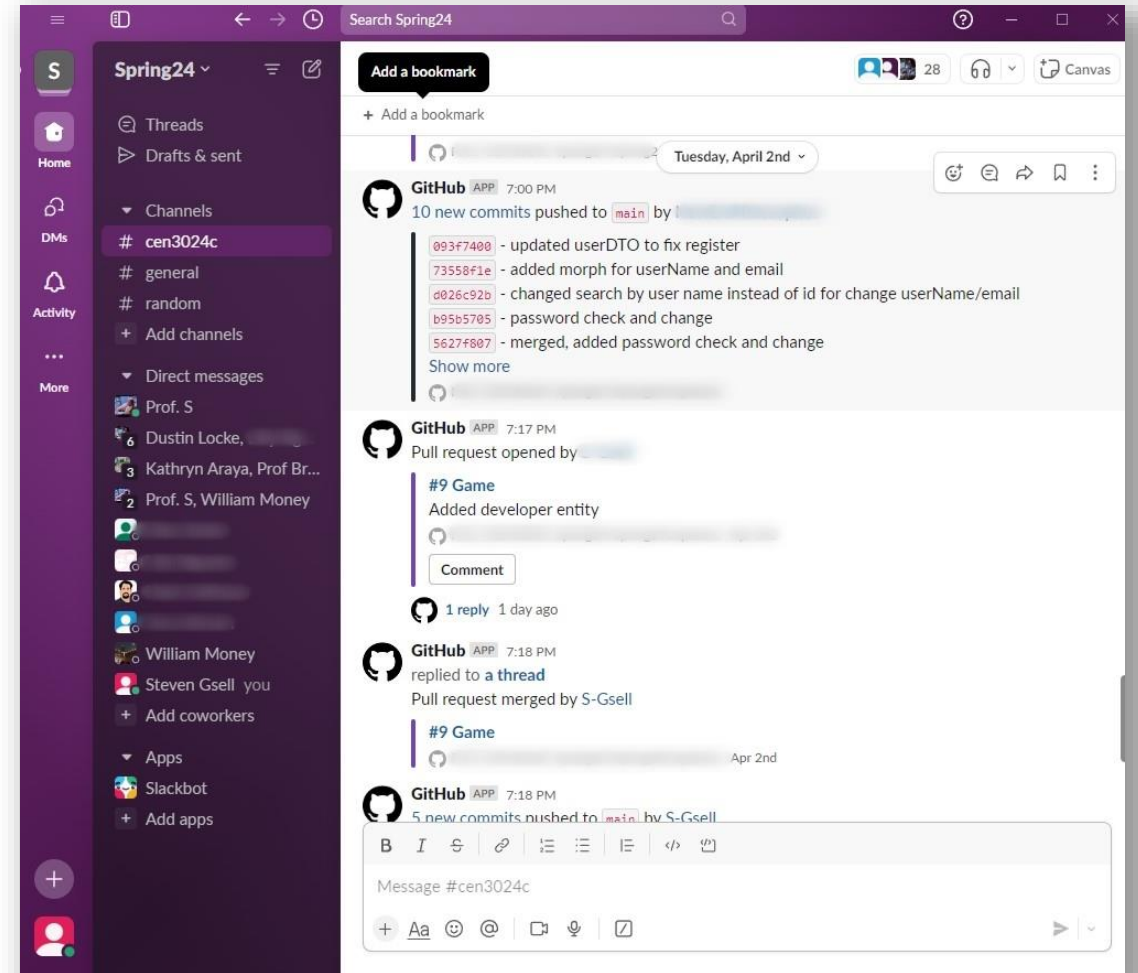 Search Spring24
S
Home
DMs
Activity
More
Spring24
Threads
Drafts & sent
Channels
# cen3024c
# general
# random
+ Add channels
Direct messages
Prof. S
6 Dustin Locke,
3 Kathryn Araya, Prof Br...
2 Prof. S, William Money
William Money
Steven Gsell you
+ Add coworkers
Apps
Slackbot
+ Add apps
Add a bookmark
28
Canvas
+ Add a bookmark
Tuesday, April 2nd
GitHub APP 7:00 PM
10 new commits pushed to main by
093f7400 - updated userDTO to fix register
73558f1e - added morph for userName and email
d026c92b - changed search by user name instead of id for change userName/email
b95b5705 - password check and change
5627f807 - merged, added password check and change
Show more
GitHub APP 7:17 PM
Pull request opened by
#9 Game
Added developer entity
Comment
1 reply 1 day ago
GitHub APP 7:18 PM
replied to a thread
Pull request merged by S-Gsell
#9 Game
Apr 2nd
GitHub APP 7:18 PM
5 new commits pushed to main by S-Gsell
B I S
Message #cen3024c
+ Aa @